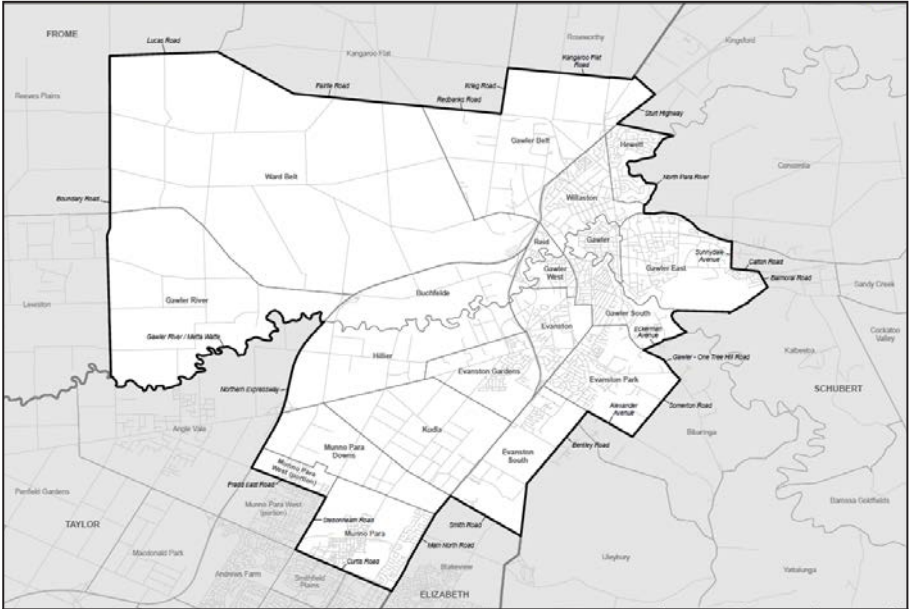 FROME
Lucas Road
Kangaroo Flat
Roseworthy
Kangaroo Flat
Road
Kingsford
Reeves Plains
Fairlie Road
Krieg Road
Redbanks Road
Sturt Highway
Gawler Belt
Hewett
Concordia
Ward Belt
North Para River
Boundary Road
Willaston
Reid
Gawler
Sunnydale
Avenue
Calton Road
Lewiston
Gawler
West
Gawler East
Balmoral Road
Buchfelde
Sandy Creek
Gawler River
Gawler South
Evanston
Ackerman
Avenue
Cockatoo
Valley
Gawler River / Metta Watta
Hillier
Gawler - One Tree Hill Road
Kalbeeba
Evanston Gardens
Northern Expressway
Evanston Park
SCHUBERT
Alexander
Avenue
Somerton Road
Angle Vale
Kudla
Bibaringa
Munno Para
Downs
Evanston
South
Bentley Road
Munno Para
West (portion)
Penfield Gardens
Fradd East Road
Munno Para West
(portion)
Barossa Goldfields
TAYLOR
Stebonheath Road
Smith Road
Munno Para
Main North Road
Macdonald Park
Curtis Road
Uleybury
Andrews Farm
Smithfield
Plains
Blakeview
Yattalunga
ELIZABETH